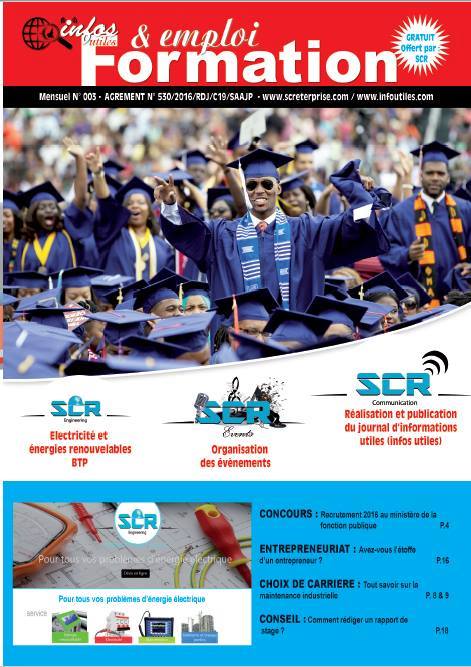 infos
utiles
& emploi
Formation
GRATUIT
Offert par :
SCR
Mensuel N° 003 - AGREMENT N° 530/2016/RDJ/C19/SAAJP - www.screterprise.com / www.infoutiles.com
SCR
Engineering
Electricité et
énergies renouvelables
BTP
SCR
Events
Organisation
des évènements
SCR
Communication
Réalisation et publication
du journal d'informations
utiles (infos utiles)
SCR
Engineering
Pour tous vos problèmes d'énergie électrique
Pour tous vos problèmes d'énergie électrique
service
CONCOURS : Recrutement 2016 au ministère de la
fonction publique P.4
ENTREPRENEURIAT : Avez-vous l'étoffe
d'un entrepreneur ? P.16
CHOIX DE CARRIERE : Tout savoir sur la
maintenance industrielle P. 8 & 9
CONSEIL : Comment rédiger un rapport de
stage ? P.18